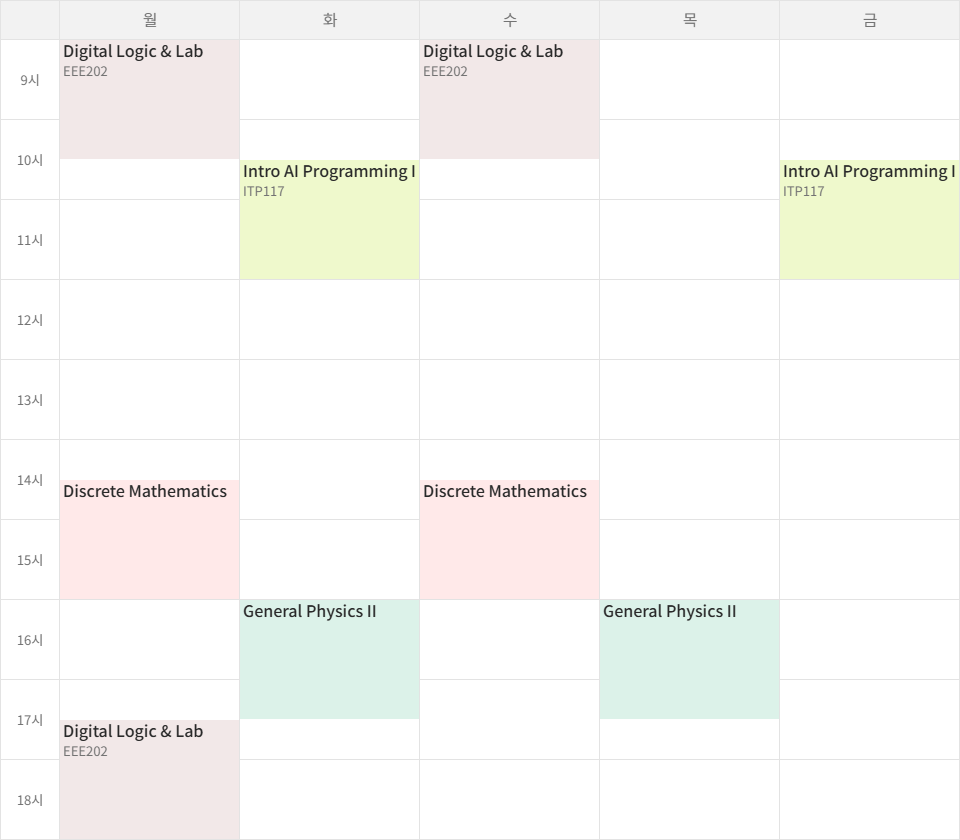 월 화 수 목 금
Digital Logic & Lab Digital Logic & Lab
EEE202 EEE202
9시
10시
Intro AI Programming I Intro AI Programming I
ITP117 ITP117
11시
12시
13시
14시
Discrete Mathematics Discrete Mathematics
15시
General Physics II General Physics II
16시
17시
Digital Logic & Lab
EEE202
18시